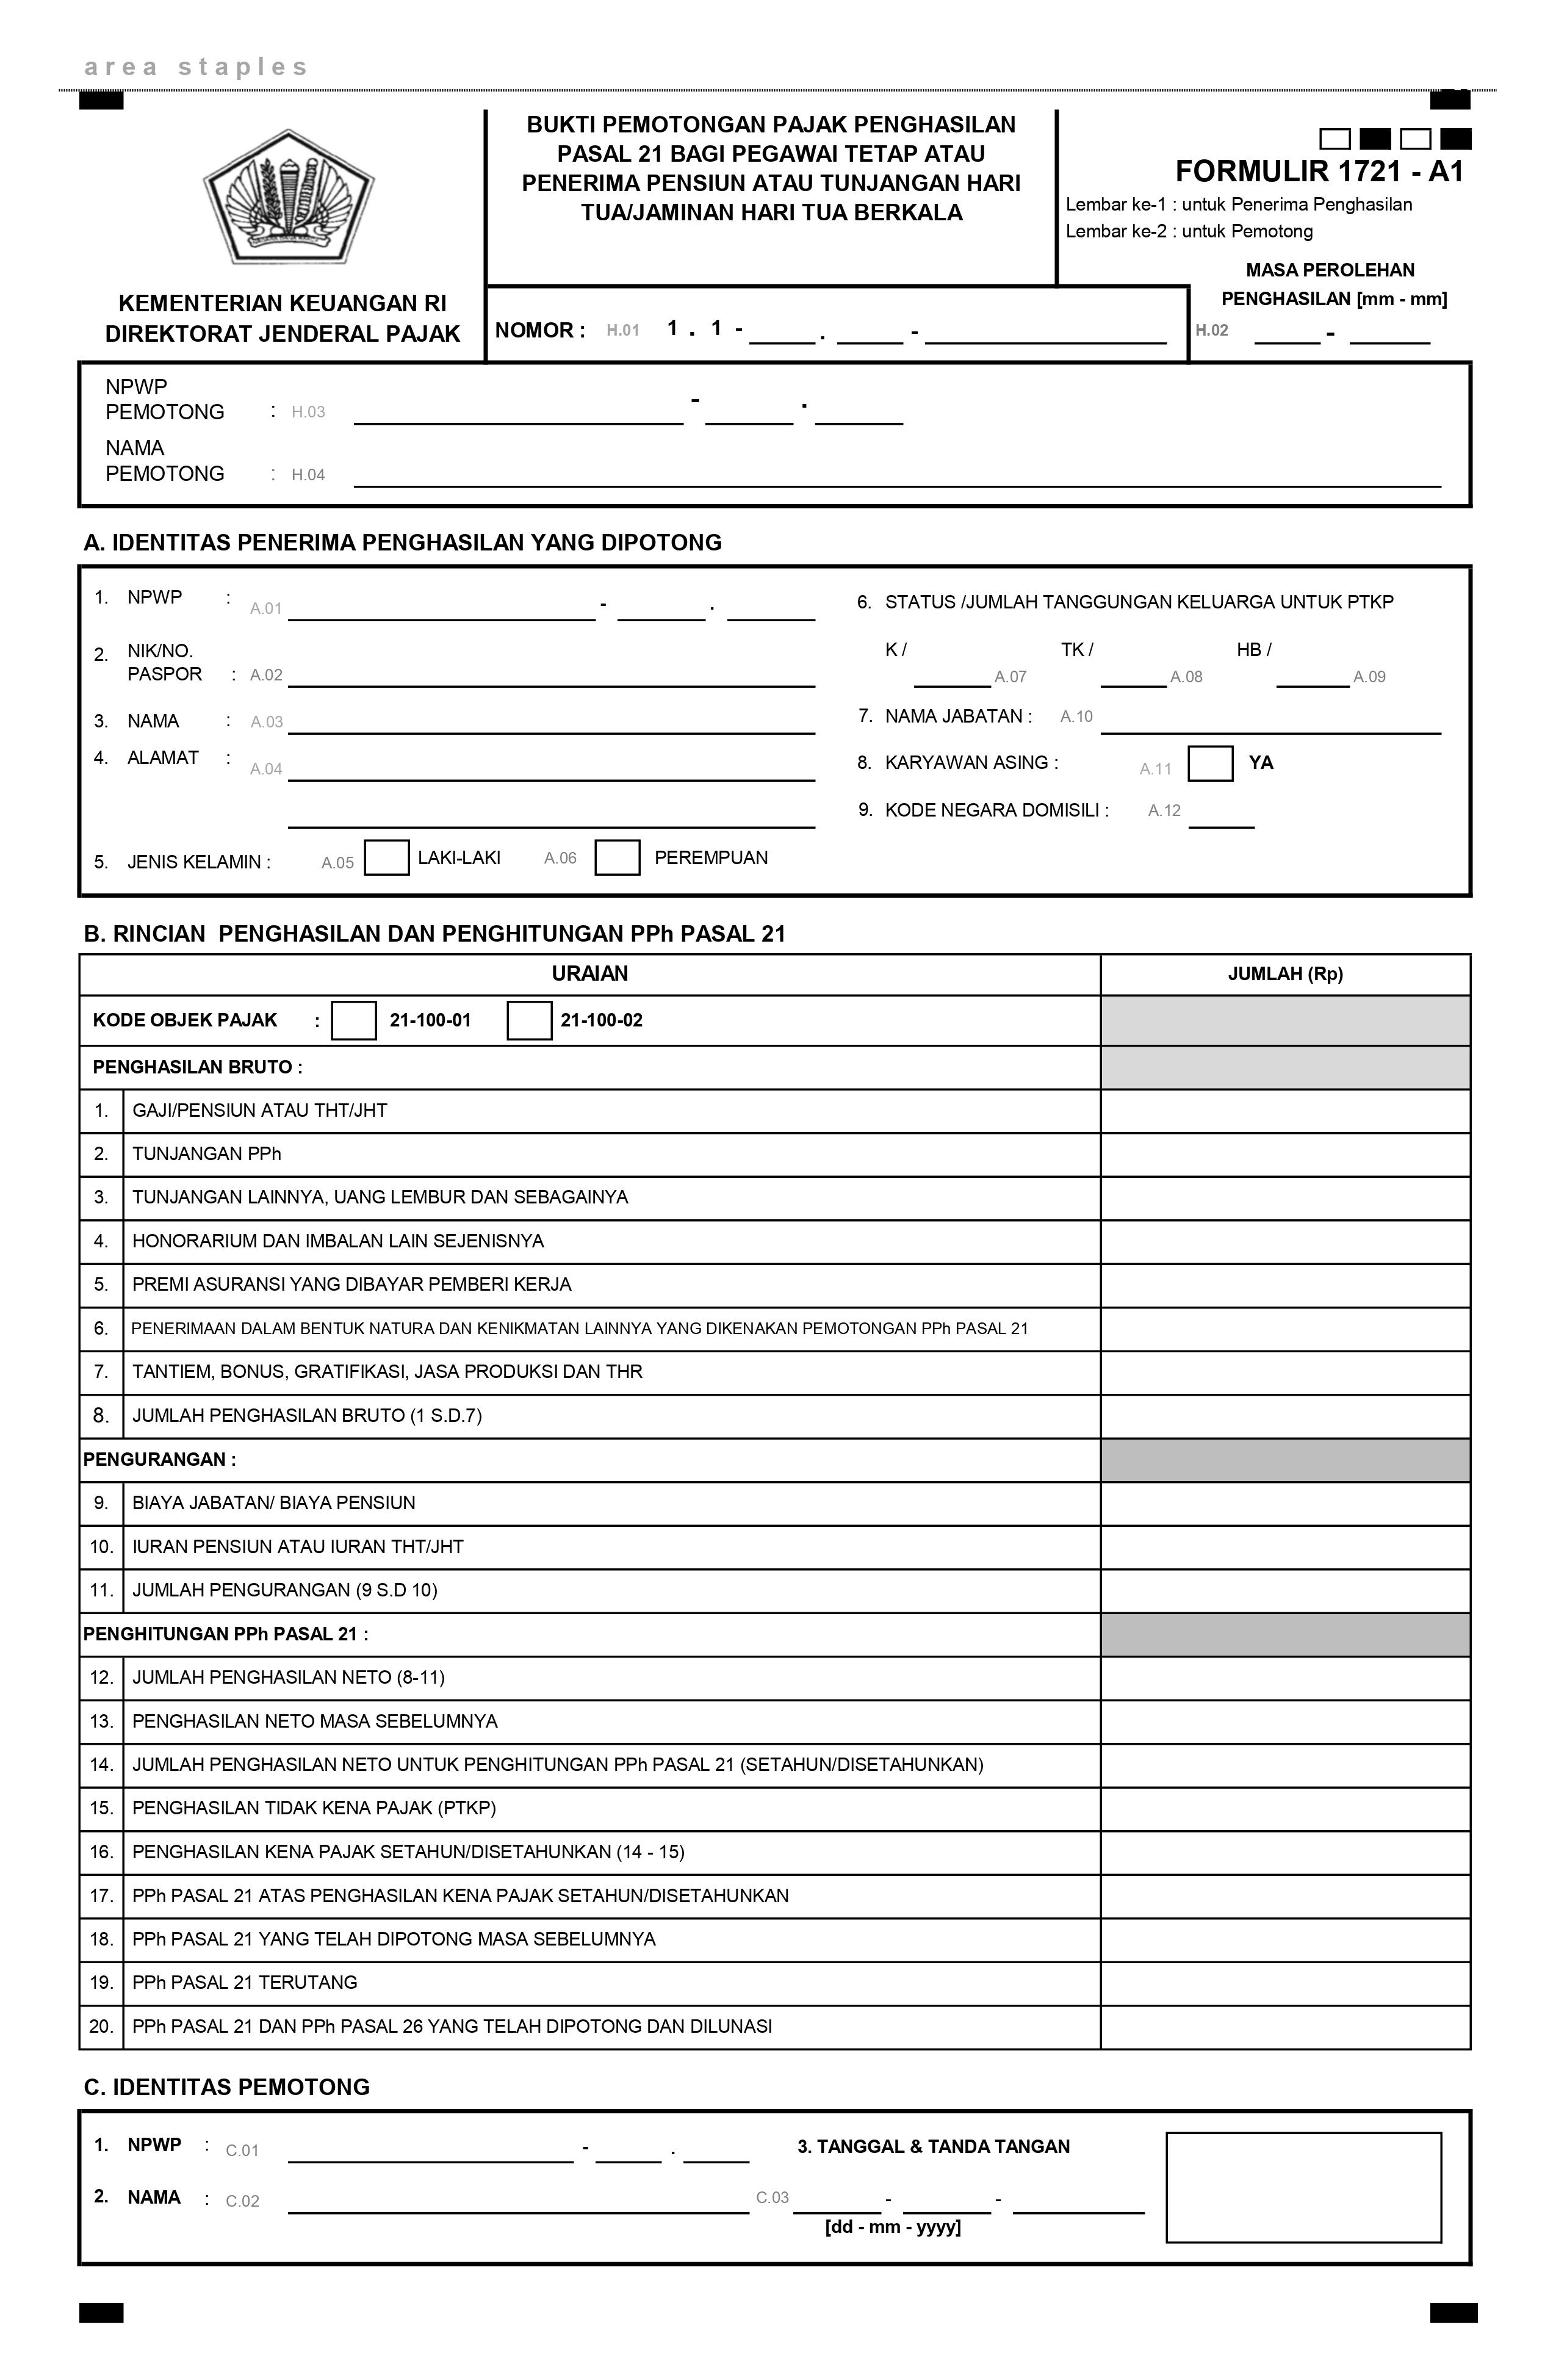 area staples
KEMENTERIAN KEUANGAN RI
DIREKTORAT JENDERAL PAJAK
BUKTI PEMOTONGAN PAJAK PENGHASILAN
PASAL 21 BAGI PEGAWAI TETAP ATAU
PENERIMA PENSIUN ATAU TUNJANGAN HARI
TUA/JAMINAN HARI TUA BERKALA
NOMOR : H.01 1 . 1 - . -
FORMULIR 1721 - A1
Lembar ke-1 : untuk Penerima Penghasilan
Lembar ke-2 : untuk Pemotong
MASA PEROLEHAN
PENGHASILAN [mm - mm]
H.02 -
NPWP
PEMOTONG : H.03 - .
NAMA
PEMOTONG : H.04
A. IDENTITAS PENERIMA PENGHASILAN YANG DIPOTONG
1. NPWP : A.01 - .
2. NIK/NO.
PASPOR : A.02
3. NAMA : A.03
4. ALAMAT : A.04
5. JENIS KELAMIN : A.05 LAKI-LAKI A.06 PEREMPUAN
6. STATUS /JUMLAH TANGGUNGAN KELUARGA UNTUK PTKP
K / A.07 TK / A.08 HB / A.09
7. NAMA JABATAN : A.10
8. KARYAWAN ASING : A.11 YA
9. KODE NEGARA DOMISILI : A.12
B. RINCIAN PENGHASILAN DAN PENGHITUNGAN PPh PASAL 21
URAIAN JUMLAH (Rp)
KODE OBJEK PAJAK : 21-100-01 21-100-02
PENGHASILAN BRUTO :
1. GAJI/PENSIUN ATAU THT/JHT
2. TUNJANGAN PPh
3. TUNJANGAN LAINNYA, UANG LEMBUR DAN SEBAGAINYA
4. HONORARIUM DAN IMBALAN LAIN SEJENISNYA
5. PREMI ASURANSI YANG DIBAYAR PEMBERI KERJA
6. PENERIMAAN DALAM BENTUK NATURA DAN KENIKMATAN LAINNYA YANG DIKENAKAN PEMOTONGAN PPh PASAL 21
7. TANTIEM, BONUS, GRATIFIKASI, JASA PRODUKSI DAN THR
8. JUMLAH PENGHASILAN BRUTO (1 S.D.7)
PENGURANGAN :
9. BIAYA JABATAN/ BIAYA PENSIUN
10. IURAN PENSIUN ATAU IURAN THT/JHT
11. JUMLAH PENGURANGAN (9 S.D 10)
PENGHITUNGAN PPh PASAL 21 :
12. JUMLAH PENGHASILAN NETO (8-11)
13. PENGHASILAN NETO MASA SEBELUMNYA
14. JUMLAH PENGHASILAN NETO UNTUK PENGHITUNGAN PPh PASAL 21 (SETAHUN/DISETAHUNKAN)
15. PENGHASILAN TIDAK KENA PAJAK (PTKP)
16. PENGHASILAN KENA PAJAK SETAHUN/DISETAHUNKAN (14 - 15)
17. PPh PASAL 21 ATAS PENGHASILAN KENA PAJAK SETAHUN/DISETAHUNKAN
18. PPh PASAL 21 YANG TELAH DIPOTONG MASA SEBELUMNYA
19. PPh PASAL 21 TERUTANG
20. PPh PASAL 21 DAN PPh PASAL 26 YANG TELAH DIPOTONG DAN DILUNASI
C. IDENTITAS PEMOTONG
1. NPWP : C.01 - .
2. NAMA : C.02
3. TANGGAL & TANDA TANGAN
C.03 - -
[dd - mm - yyyy]